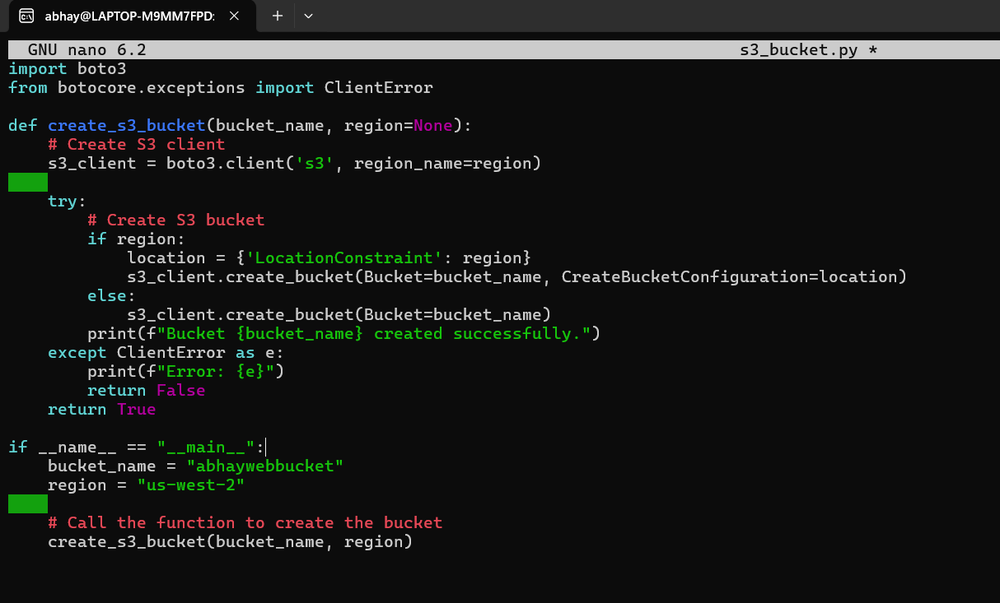 abhay@LAPTOP-M9MM7FPD:
GNU nano 6.2 s3_bucket.py *
import boto3
from botocore.exceptions import ClientError

def create_s3_bucket(bucket_name, region=None):
    # Create S3 client
    s3_client = boto3.client('s3', region_name=region)

    try:
        # Create S3 bucket
        if region:
            location = {'LocationConstraint': region}
            s3_client.create_bucket(Bucket=bucket_name, CreateBucketConfiguration=location)
        else:
            s3_client.create_bucket(Bucket=bucket_name)
        print(f"Bucket {bucket_name} created successfully.")
    except ClientError as e:
        print(f"Error: {e}")
        return False
    return True

if __name__ == "__main__":
    bucket_name = "abhaywebbucket"
    region = "us-west-2"

    # Call the function to create the bucket
    create_s3_bucket(bucket_name, region)